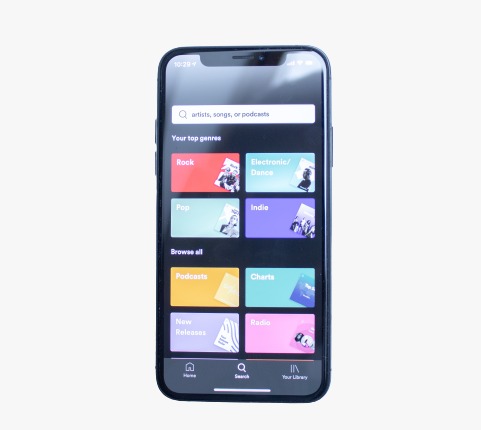 10:29
artists, songs, or podcasts
Your top genres
Rock
Electronic/
Dance
Pop
Indie
Browse all
Podcasts
Charts
New
Releases
Radio
Home
Search
Your Library